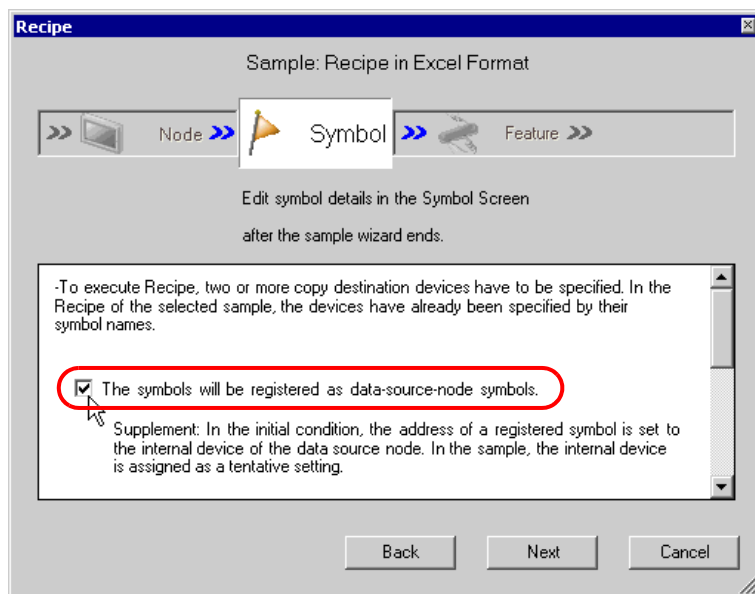 Recipe
Sample: Recipe in Excel Format
>> Node >> Symbol >> Feature >>
Edit symbol details in the Symbol Screen
after the sample wizard ends.
-To execute Recipe, two or more copy destination devices have to be specified. In the
Recipe of the selected sample, the devices have already been specified by their
symbol names.
The symbols will be registered as data-source-node symbols.
Supplement: In the initial condition, the address of a registered symbol is set to
the internal device of the data source node. In the sample, the internal device
is assigned as a tentative setting.
Back Next Cancel